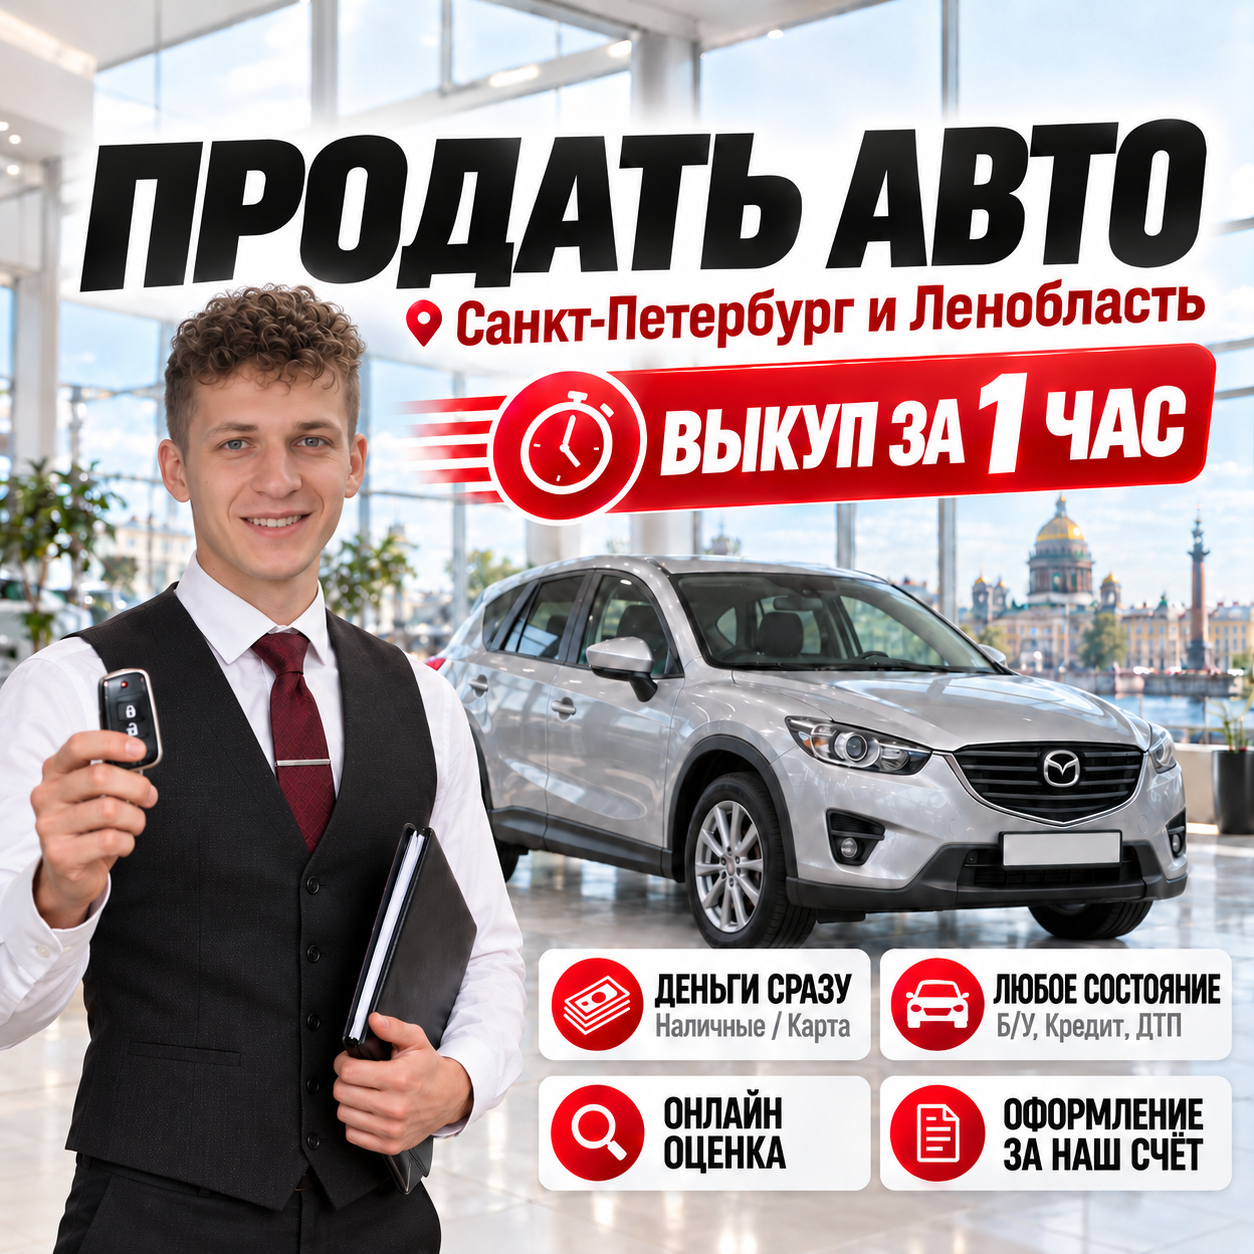 ПРОДАТЬ АВТО
Санкт-Петербург и Ленобласть
ВЫКУП ЗА 1 ЧАС
ДЕНЬГИ СРАЗУ
Наличные / Карта
ЛЮБОЕ СОСТОЯНИЕ
Б/У, Кредит, ДТП
ОНЛАЙН
ОЦЕНКА
ОФОРМЛЕНИЕ
ЗА НАШ СЧЁТ